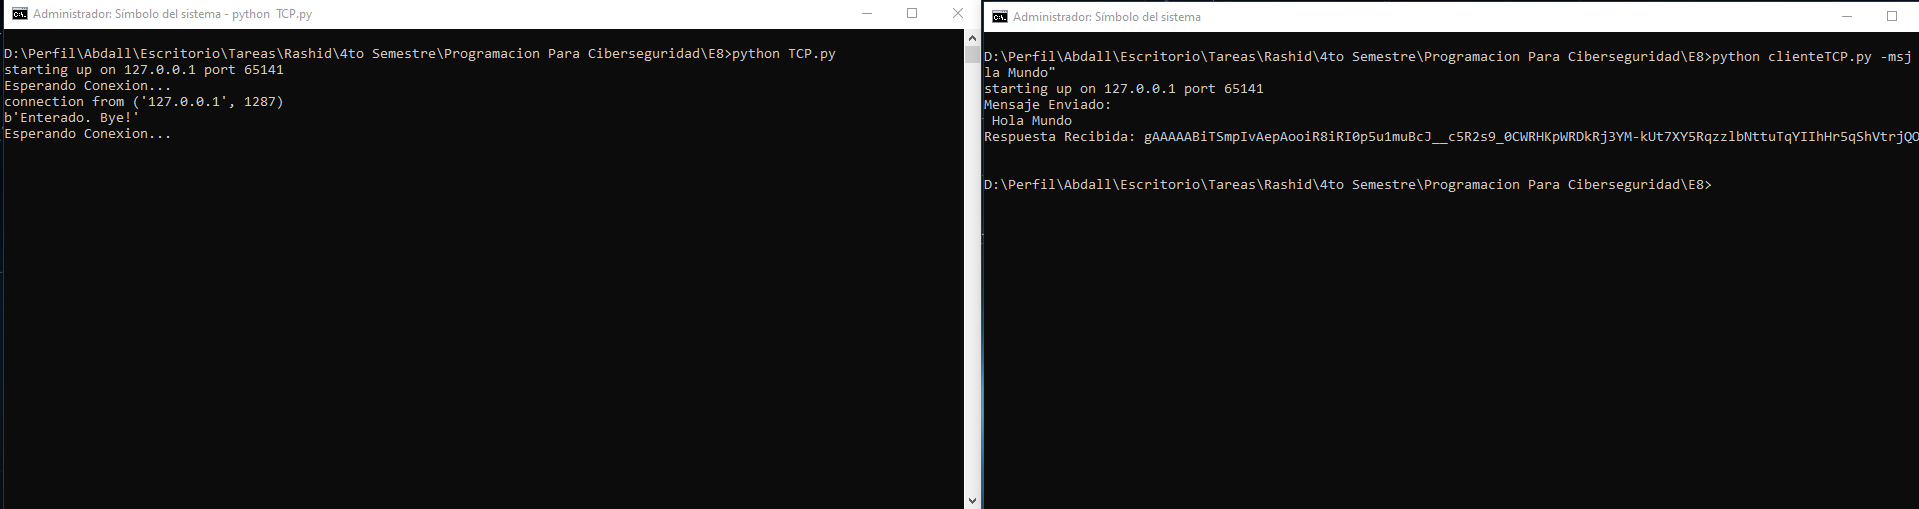 Administrador: Símbolo del sistema - python  TCP.py
D:\Perfil\Abdall\Escritorio\Tareas\Rashid\4to Semestre\Programacion Para Ciberseguridad\E8>python TCP.py
starting up on 127.0.0.1 port 65141
Esperando Conexion...
connection from ('127.0.0.1', 1287)
b'Enterado. Bye!'
Esperando Conexion...
Administrador: Símbolo del sistema
D:\Perfil\Abdall\Escritorio\Tareas\Rashid\4to Semestre\Programacion Para Ciberseguridad\E8>python clienteTCP.py -msj
la Mundo"
starting up on 127.0.0.1 port 65141
Mensaje Enviado:
 Hola Mundo
Respuesta Recibida: gAAAAABiTSmpIvAepAooiR8iRI0p5u1muBcJ__c5R2s9_0CWRHKpWRDkRj3YM-kUt7XY5RqzzlbNttuTqYIIhHr5qShVtrjQO
D:\Perfil\Abdall\Escritorio\Tareas\Rashid\4to Semestre\Programacion Para Ciberseguridad\E8>